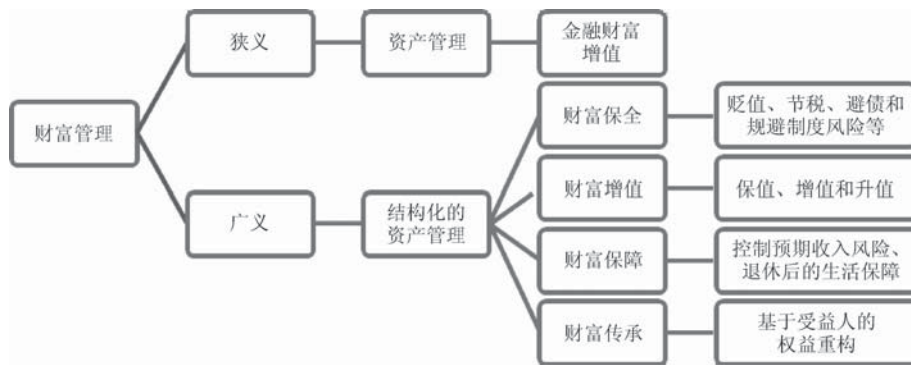 财富管理
狭义
资产管理
金融财富
增值
广义
结构化的
资产管理
财富保全
贬值、节税、避债和
规避制度风险等
财富增值
保值、增值和升值
财富保障
控制预期收入风险、
退休后的生活保障
财富传承
基于受益人的
权益重构